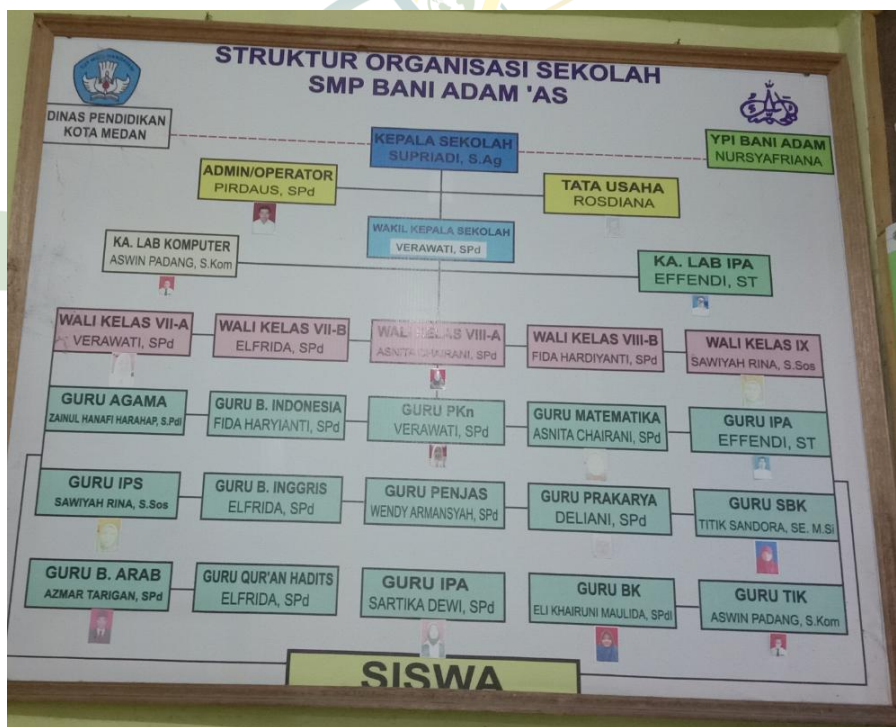 STRUKTUR ORGANISASI SEKOLAH
SMP BANI ADAM 'AS
DINAS PENDIDIKAN
KOTA MEDAN
KEPALA SEKOLAH
SUPRIADI, S.Ag
YPI BANI ADAM
NURSYAFRIANA
ADMIN/OPERATOR
PIRDAUS, SPd
TATA USAHA
ROSDIANA
WAKIL KEPALA SEKOLAH
VERAWATI, SPd
KA. LAB KOMPUTER
ASWIN PADANG, S.Kom
KA. LAB IPA
EFFENDI, ST
WALI KELAS VII-A
VERAWATI, SPd
WALI KELAS VII-B
ELFRIDA, SPd
WALI KELAS VIII-A
ASNITA CHAIRANI, SPd
WALI KELAS VIII-B
FIDA HARDIYANTI, SPd
WALI KELAS IX
SAWIYAH RINA, S.Sos
GURU AGAMA
ZAINUL HANAFI HARAHAP, S.PdI
GURU B. INDONESIA
FIDA HARYIANTI, SPd
GURU PKn
VERAWATI, SPd
GURU MATEMATIKA
ASNITA CHAIRANI, SPd
GURU IPA
EFFENDI, ST
GURU IPS
SAWIYAH RINA, S.Sos
GURU B. INGGRIS
ELFRIDA, SPd
GURU PENJAS
WENDY ARMANSYAH, SPd
GURU PRAKARYA
DELIANI, SPd
GURU SBK
TITIK SANDORA, SE. M.Si
GURU B. ARAB
AZMAR TARIGAN, SPd
GURU QUR'AN HADITS
ELFRIDA, SPd
GURU IPA
SARTIKA DEWI, SPd
GURU BK
ELI KHAIRUNI MAULIDA, SPdI
GURU TIK
ASWIN PADANG, S.Kom
SISWA